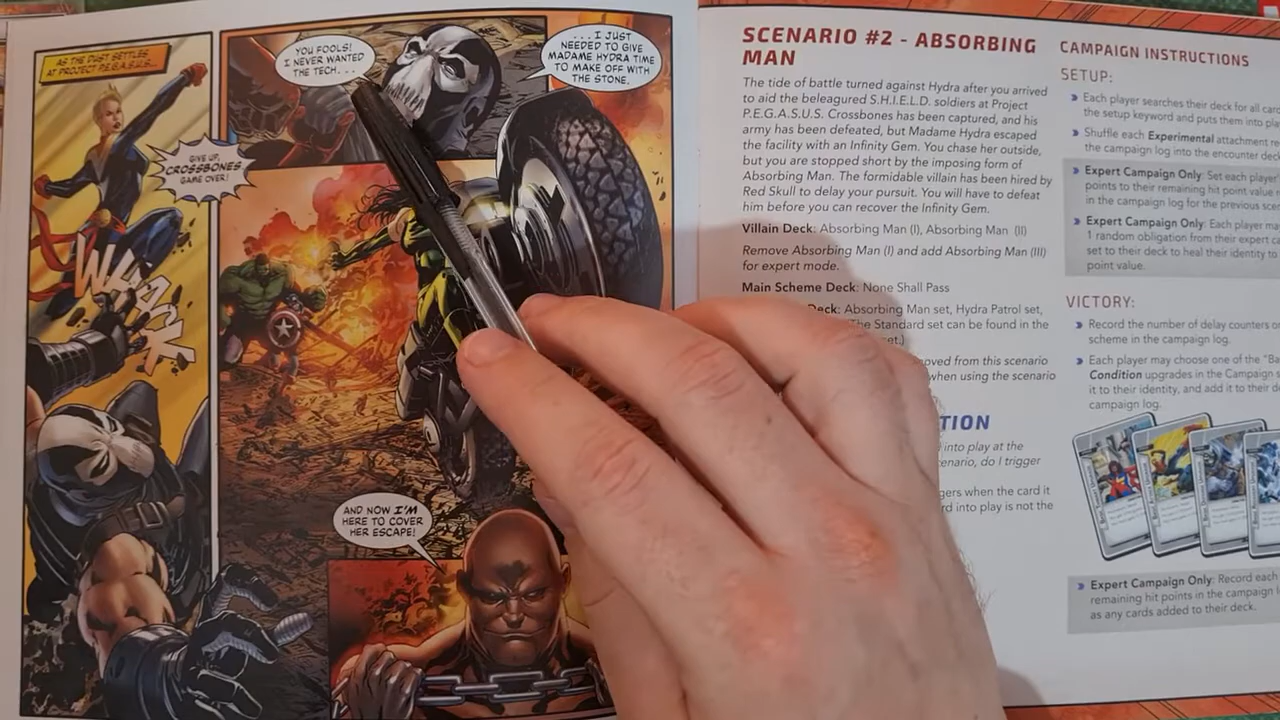 AS THE DUST SETTLES
AT PROJECT P.E.G.A.S.U.S...
GIVE UP,
CROSSBONES
GAME OVER!
WHACK
YOU FOOLS!
I NEVER WANTED
THE TECH...
...I JUST
NEEDED TO GIVE
MADAME HYDRA TIME
TO MAKE OFF WITH
THE STONE.
AND NOW I'M
HERE TO COVER
HER ESCAPE!
SCENARIO #2 - ABSORBING
MAN
The tide of battle turned against Hydra after you arrived
to aid the beleagured S.H.I.E.L.D. soldiers at Project
P.E.G.A.S.U.S. Crossbones has been captured, and his
army has been defeated, but Madame Hydra escaped
the facility with an Infinity Gem. You chase her outside,
but you are stopped short by the imposing form of
Absorbing Man. The formidable villain has been hired by
Red Skull to delay your pursuit. You will have to defeat
him before you can recover the Infinity Gem.
Villain Deck: Absorbing Man (I), Absorbing Man (II)
Remove Absorbing Man (I) and add Absorbing Man (III)
for expert mode.
Main Scheme Deck: None Shall Pass
Deck: Absorbing Man set, Hydra Patrol set,
(The Standard set can be found in the
set.)
from this scenario
when using the scenario
into play at the
do I trigger
when the card it
into play is not the
CAMPAIGN INSTRUCTIONS
SETUP:
Each player searches their deck for all
the setup keyword and puts them into
Shuffle each Experimental attachment
the campaign log into the encounter
Expert Campaign Only: Set each player'
points to their remaining hit point value
in the campaign log for the previous
Expert Campaign Only: Each player
1 random obligation from their expert
set to their deck to heal their identity to
point value.
VICTORY:
Record the number of delay counters
scheme in the campaign log.
Each player may choose one of the
Condition upgrades in the Campaign
it to their identity, and add it to their
campaign log.
Expert Campaign Only: Record each
remaining hit points in the campaign
as any cards added to their deck.